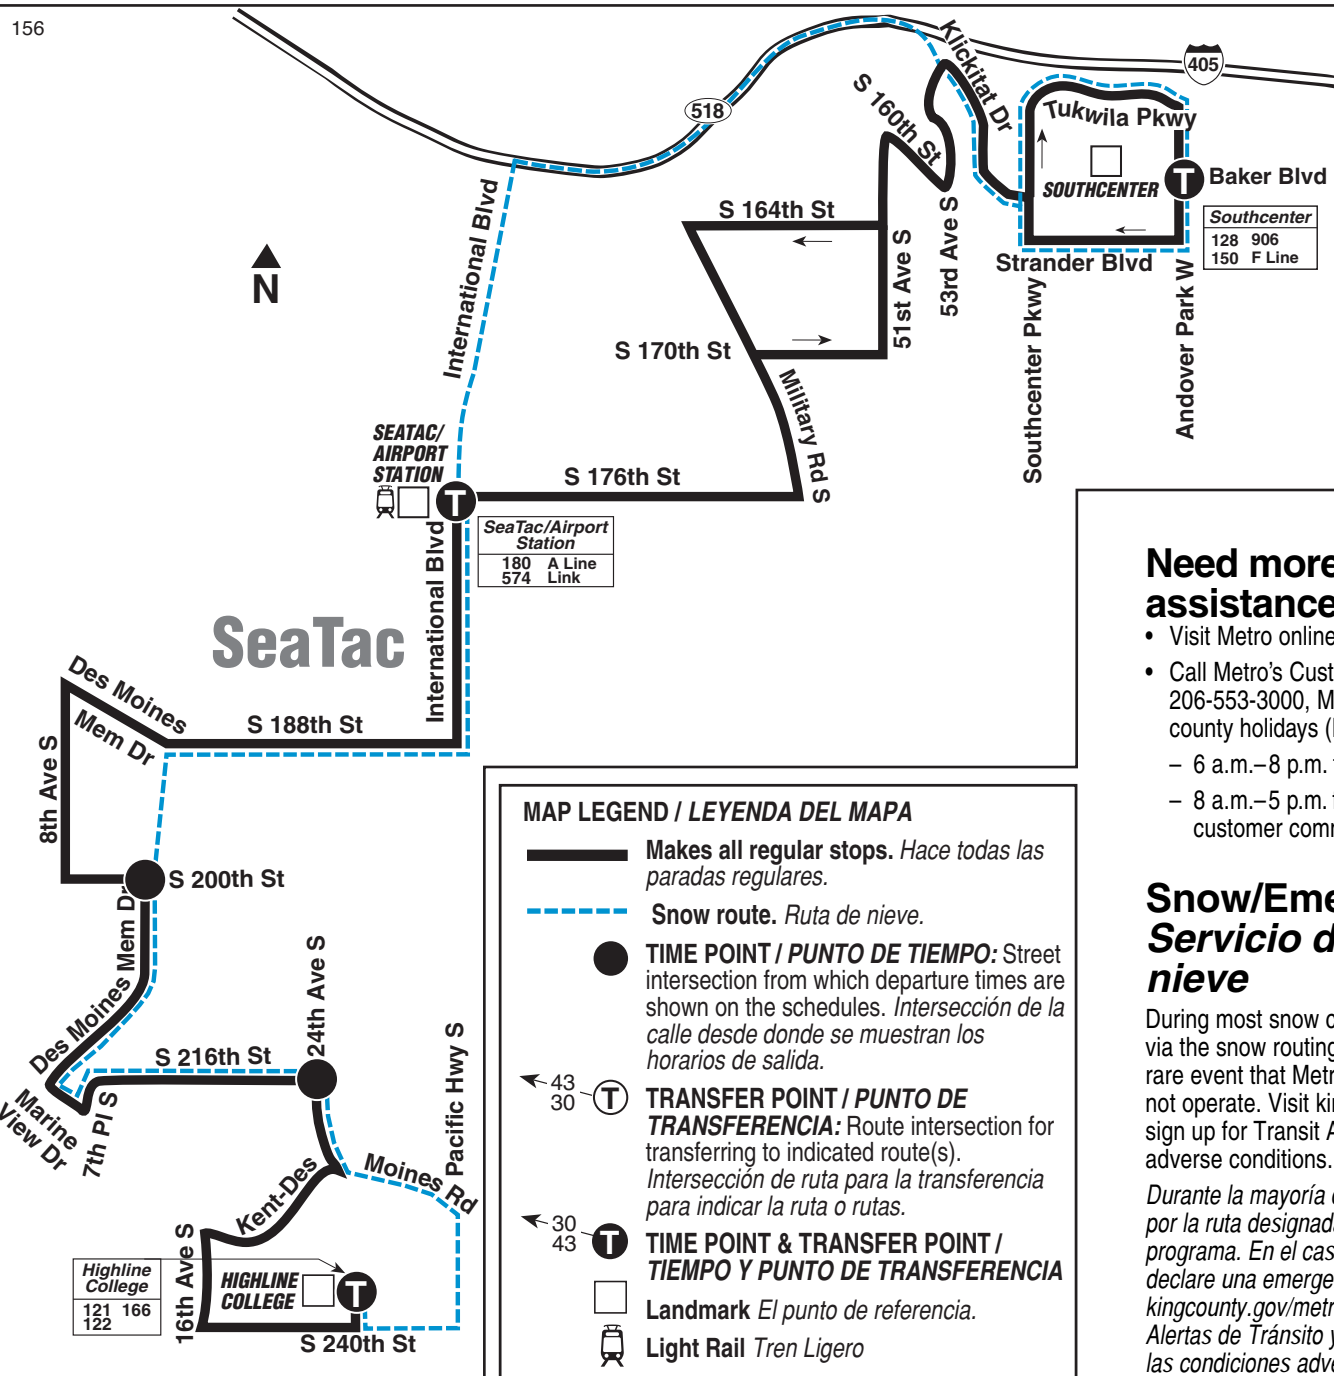 156
Klickitat Dr
405
518
S 160th St
Tukwila Pkwy
SOUTHCENTER
T
Baker Blvd
Southcenter
128 906
150 F Line
Strander Blvd
S 164th St
51st Ave S
53rd Ave S
Southcenter Pkwy
Andover Park W
International Blvd
N
S 170th St
Military Rd S
SEATAC/
AIRPORT
STATION
T
S 176th St
SeaTac/Airport
Station
180 A Line
574 Link
International Blvd
SeaTac
Des Moines
Mem Dr
S 188th St
8th Ave S
S 200th St
Des Moines Mem Dr
24th Ave S
S 216th St
Marine
View Dr
7th Pl S
Pacific Hwy S
Kent-Des
Moines Rd
16th Ave S
Highline
College
121 166
122
HIGHLINE
COLLEGE
T
S 240th St
MAP LEGEND / LEYENDA DEL MAPA
Makes all regular stops. Hace todas las
paradas regulares.
Snow route. Ruta de nieve.
TIME POINT / PUNTO DE TIEMPO: Street
intersection from which departure times are
shown on the schedules. Intersección de la
calle desde donde se muestran los
horarios de salida.
43
30
T
TRANSFER POINT / PUNTO DE
TRANSFERENCIA: Route intersection for
transferring to indicated route(s).
Intersección de ruta para la transferencia
para indicar la ruta o rutas.
30
43
T
TIME POINT & TRANSFER POINT /
TIEMPO Y PUNTO DE TRANSFERENCIA
Landmark El punto de referencia.
Light Rail Tren Ligero
Need more
assistance
• Visit Metro online
• Call Metro's Cust
206-553-3000, M
county holidays (
– 6 a.m.–8 p.m.
– 8 a.m.–5 p.m.
customer comm
Snow/Eme
Servicio d
nieve
During most snow c
via the snow routing
rare event that Metr
not operate. Visit kin
sign up for Transit A
adverse conditions.
Durante la mayoría
por la ruta designada
programa. En el cas
declare una emerge
kingcounty.gov/metr
Alertas de Tránsito y
las condiciones adve